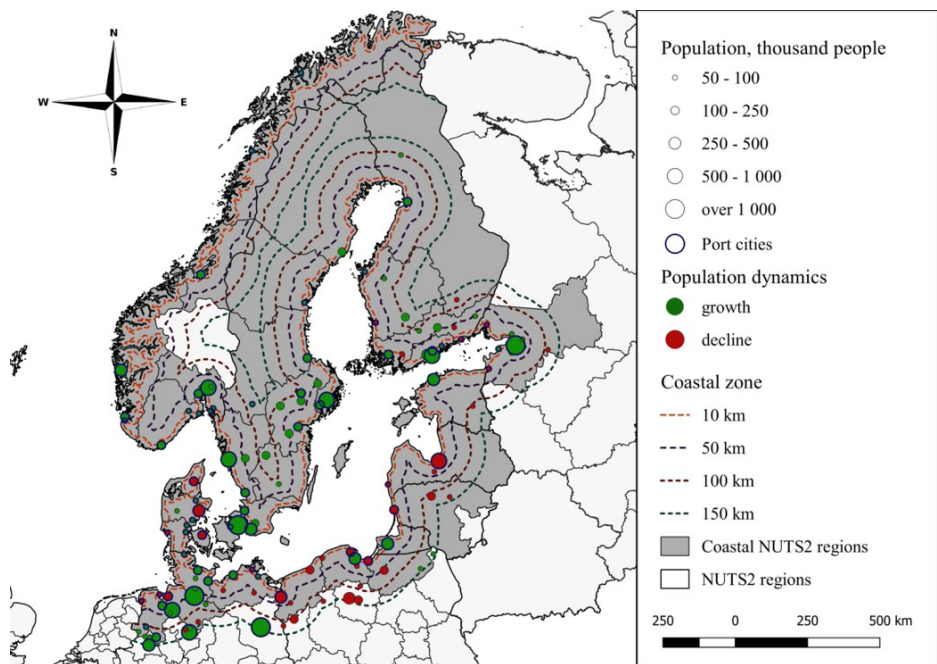 N
W E
S
Population, thousand people
50 - 100
100 - 250
250 - 500
500 - 1 000
over 1 000
Port cities
Population dynamics
growth
decline
Coastal zone
10 km
50 km
100 km
150 km
Coastal NUTS2 regions
NUTS2 regions
250 0 250 500 km